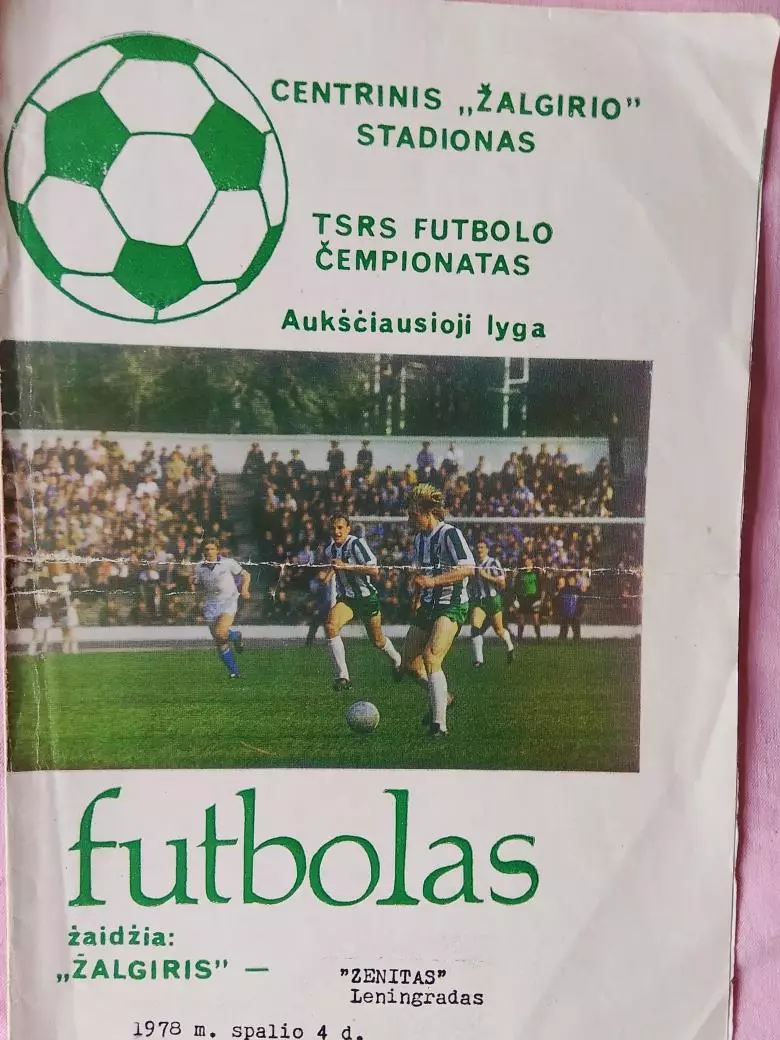 CENTRINIS „ŽALGIRIO”
STADIONAS
TSRS FUTBOLO
ČEMPIONATAS
Aukščiausioji lyga
futbolas
žaidžia:
„ŽALGIRIS” —
"ZENITAS"
Leningradas
1978 m. spalio 4 d.